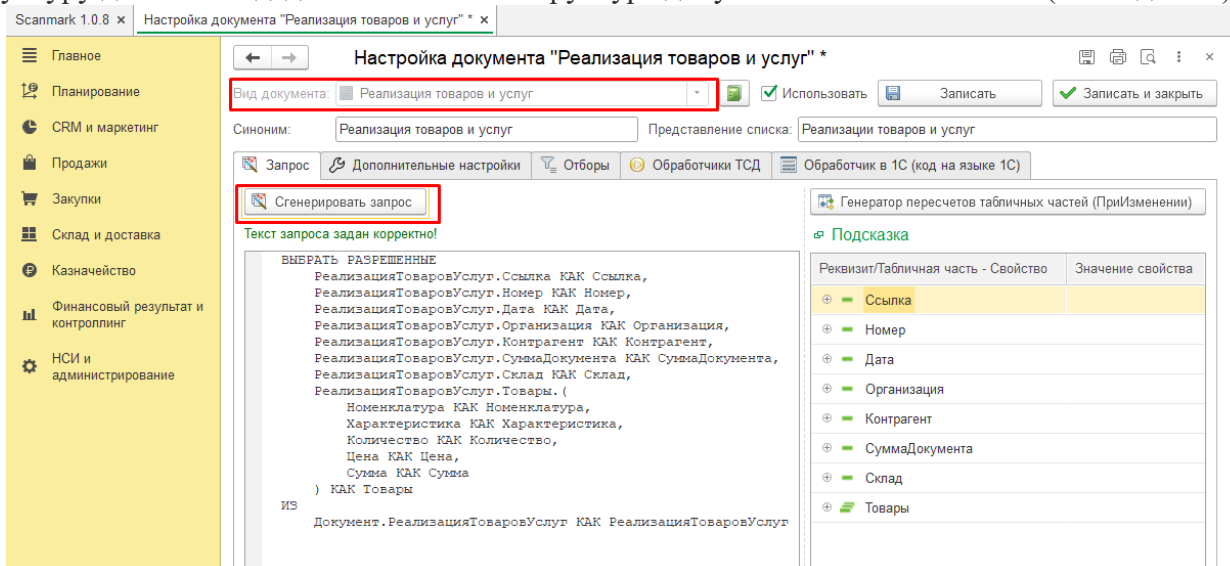 Scanmark 1.0.8 ×
Настройка документа "Реализация товаров и услуг" * ×
Главное
Планирование
CRM и маркетинг
Продажи
Закупки
Склад и доставка
Казначейство
Финансовый результат и
контроллинг
НСИ и
администрирование
Настройка документа "Реализация товаров и услуг" *
Вид документа: Реализация товаров и услуг
Использовать
Записать
Записать и закрыть
Синоним: Реализация товаров и услуг
Представление списка: Реализации товаров и услуг
Запрос
Дополнительные настройки
Отборы
Обработчики ТСД
Обработчик в 1С (код на языке 1С)
Сгенерировать запрос
Текст запроса задан корректно!
ВЫБРАТЬ РАЗРЕШЕННЫЕ
РеализацияТоваровУслуг.Ссылка КАК Ссылка,
РеализацияТоваровУслуг.Номер КАК Номер,
РеализацияТоваровУслуг.Дата КАК Дата,
РеализацияТоваровУслуг.Организация КАК Организация,
РеализацияТоваровУслуг.Контрагент КАК Контрагент,
РеализацияТоваровУслуг.СуммаДокумента КАК СуммаДокумента,
РеализацияТоваровУслуг.Склад КАК Склад,
РеализацияТоваровУслуг.Товары.(
Номенклатура КАК Номенклатура,
Характеристика КАК Характеристика,
Количество КАК Количество,
Цена КАК Цена,
Сумма КАК Сумма
) КАК Товары
ИЗ
Документ.РеализацияТоваровУслуг КАК РеализацияТоваровУслуг
Генератор пересчетов табличных частей (ПриИзменении)
Подсказка
Реквизит/Табличная часть - Свойство
Значение свойства
Ссылка
Номер
Дата
Организация
Контрагент
СуммаДокумента
Склад
Товары